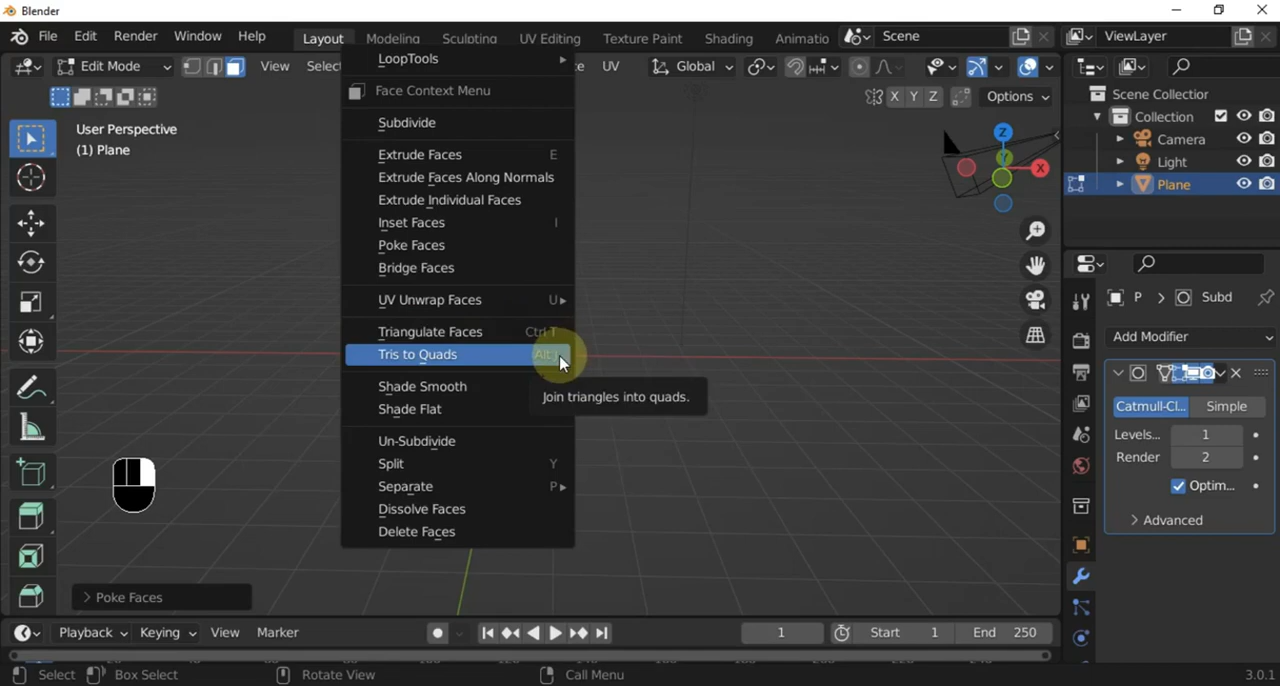 Blender
File Edit Render Window Help Layout Modeling Sculpting UV Editing Texture Paint Shading Animatio Scene ViewLayer
Edit Mode View Selec UV Global
X Y Z Options
User Perspective
(1) Plane
LoopTools
Face Context Menu
Subdivide
Extrude Faces E
Extrude Faces Along Normals
Extrude Individual Faces
Inset Faces I
Poke Faces
Bridge Faces
UV Unwrap Faces U
Triangulate Faces Ctrl T
Tris to Quads Alt J
Join triangles into quads.
Shade Smooth
Shade Flat
Un-Subdivide
Split Y
Separate P
Dissolve Faces
Delete Faces
Z
X
Y
Scene Collection
Collection
Camera
Light
Plane
P Subd
Add Modifier
Catmull-Cl... Simple
Levels... 1
Render 2
Optim...
Advanced
Poke Faces
Playback Keying View Marker 1 Start 1 End 250
Select Box Select Rotate View Call Menu 3.0.1